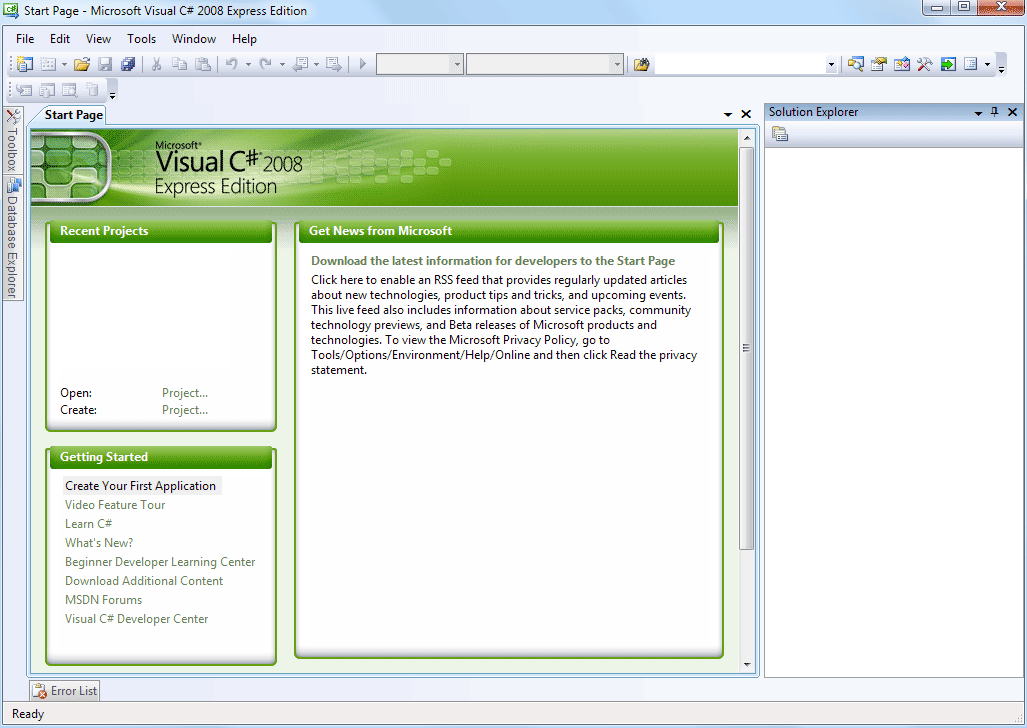 Start Page - Microsoft Visual C# 2008 Express Edition
File Edit View Tools Window Help
Toolbox
Database Explorer
Start Page
Microsoft®
Visual C# 2008
Express Edition
Recent Projects
Open: Project...
Create: Project...
Getting Started
Create Your First Application
Video Feature Tour
Learn C#
What's New?
Beginner Developer Learning Center
Download Additional Content
MSDN Forums
Visual C# Developer Center
Get News from Microsoft
Download the latest information for developers to the Start Page
Click here to enable an RSS feed that provides regularly updated articles
about new technologies, product tips and tricks, and upcoming events.
This live feed also includes information about service packs, community
technology previews, and Beta releases of Microsoft products and
technologies. To view the Microsoft Privacy Policy, go to
Tools/Options/Environment/Help/Online and then click Read the privacy
statement.
Solution Explorer
Error List
Ready